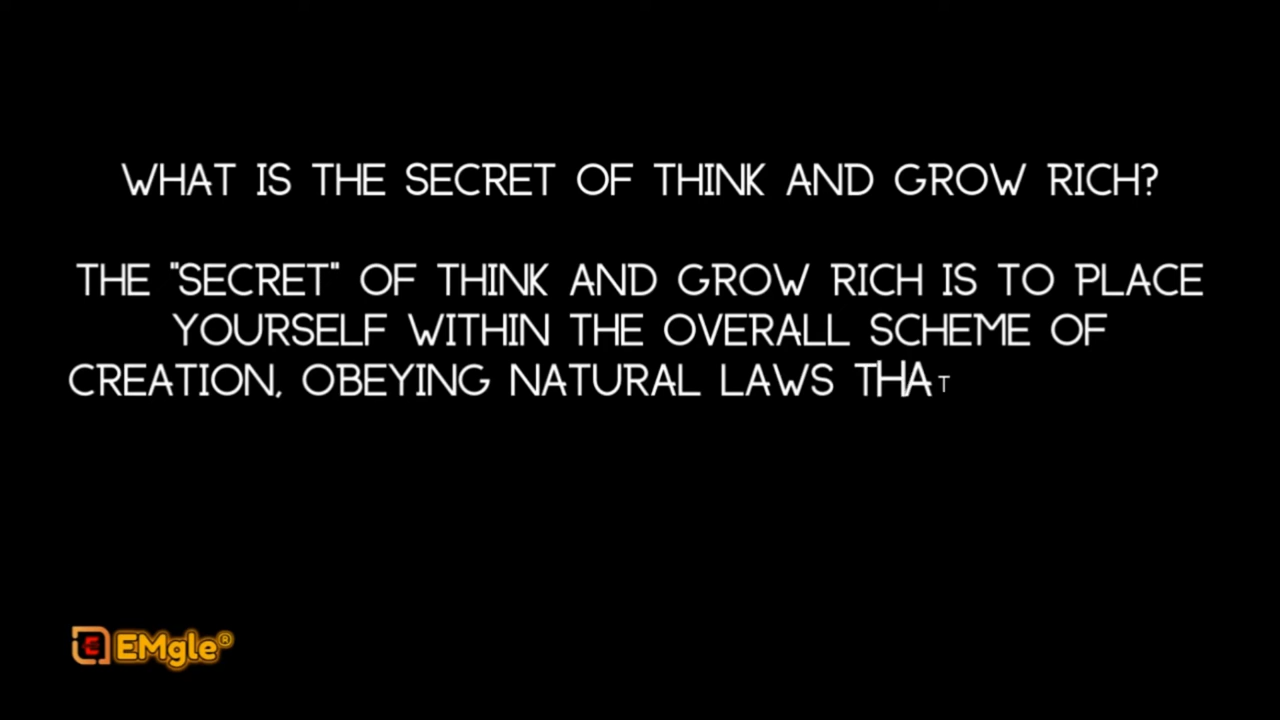 WHAT IS THE SECRET OF THINK AND GROW RICH?
THE "SECRET" OF THINK AND GROW RICH IS TO PLACE
YOURSELF WITHIN THE OVERALL SCHEME OF
CREATION, OBEYING NATURAL LAWS THAT
E EMgle®